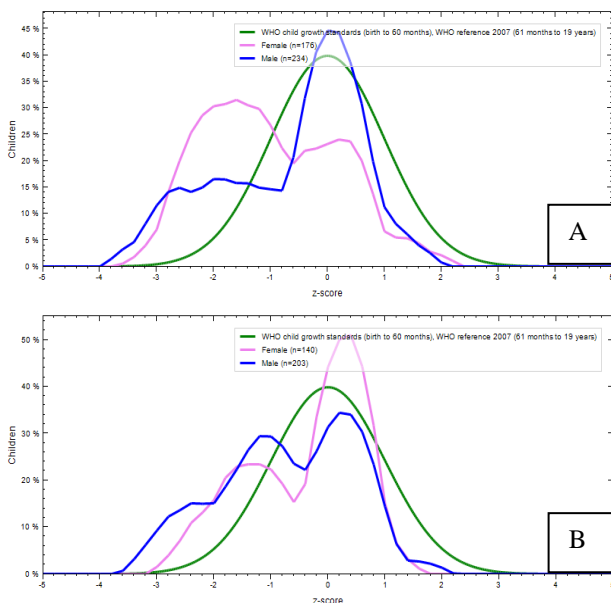 45 %
40 %
35 %
30 %
25 %
20 %
15 %
10 %
5 %
0 %
Children
WHO child growth standards (birth to 60 months), WHO reference 2007 (61 months to 19 years)
Female (n=176)
Male (n=234)
A
-5 -4 -3 -2 -1 0 1 2 3 4 5
z-score
50 %
40 %
30 %
20 %
10 %
0 %
Children
WHO child growth standards (birth to 60 months), WHO reference 2007 (61 months to 19 years)
Female (n=140)
Male (n=203)
B
-5 -4 -3 -2 -1 0 1 2 3 4
z-score